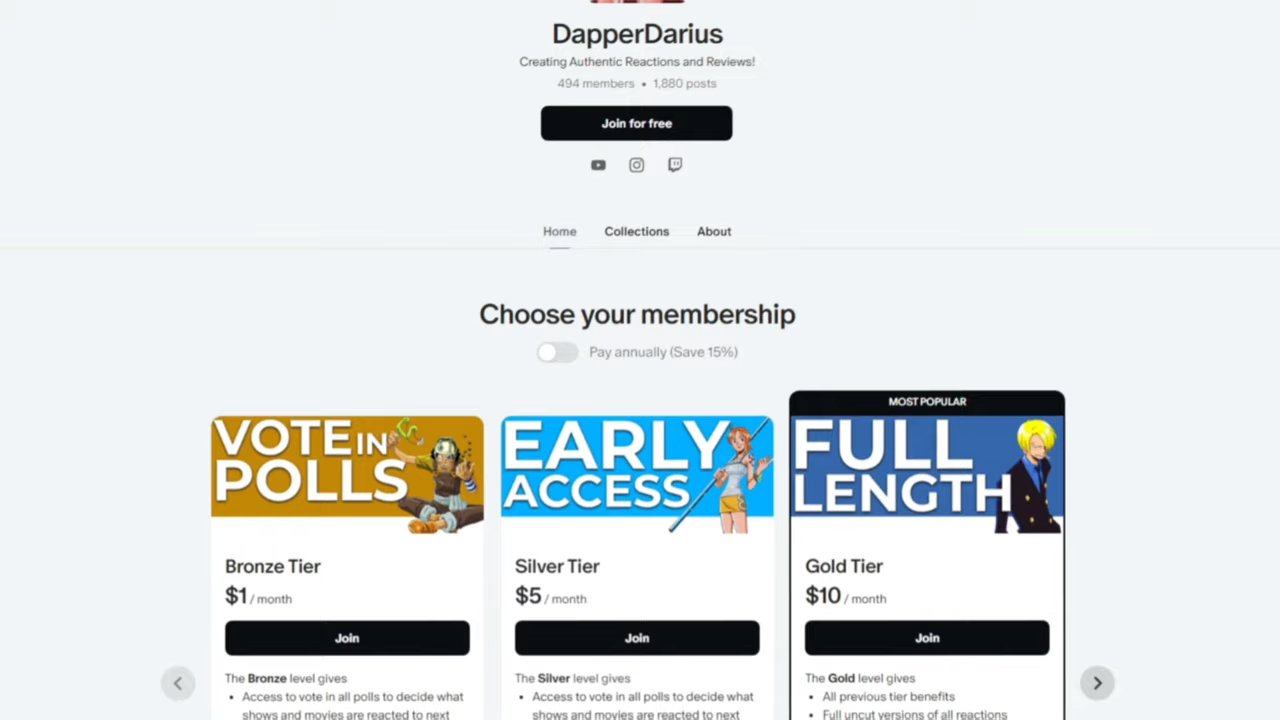 DapperDarius
Creating Authentic Reactions and Reviews!
494 members • 1,880 posts
Join for free
Home
Collections
About
Choose your membership
Pay annually (Save 15%)
VOTE IN
POLLS
Bronze Tier
$1 / month
Join
The Bronze level gives
• Access to vote in all polls to decide what
shows and movies are reacted to next
EARLY
ACCESS
Silver Tier
$5 / month
Join
The Silver level gives
• Access to vote in all polls to decide what
shows and movies are reacted to next
MOST POPULAR
FULL
LENGTH
Gold Tier
$10 / month
Join
The Gold level gives
• All previous tier benefits
• Full uncut versions of all reactions